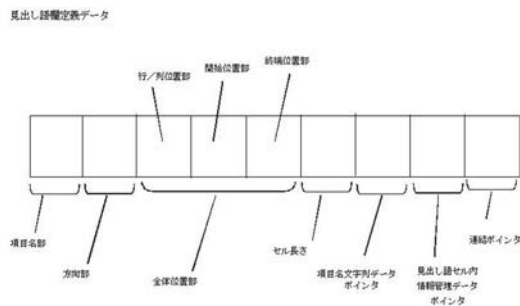 見出し語欄定義データ
終端位置部
開始位置部
行／列位置部
項目名部
方向部
全体位置部
セル長さ
項目名文字列データ
ポインタ
見出し語セル内
情報管理データ
ポインタ
連結ポインタ